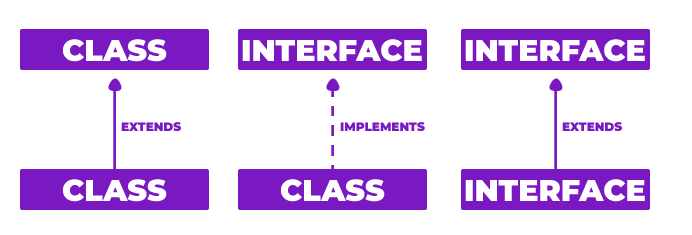 CLASS INTERFACE INTERFACE
EXTENDS IMPLEMENTS EXTENDS
CLASS CLASS INTERFACE